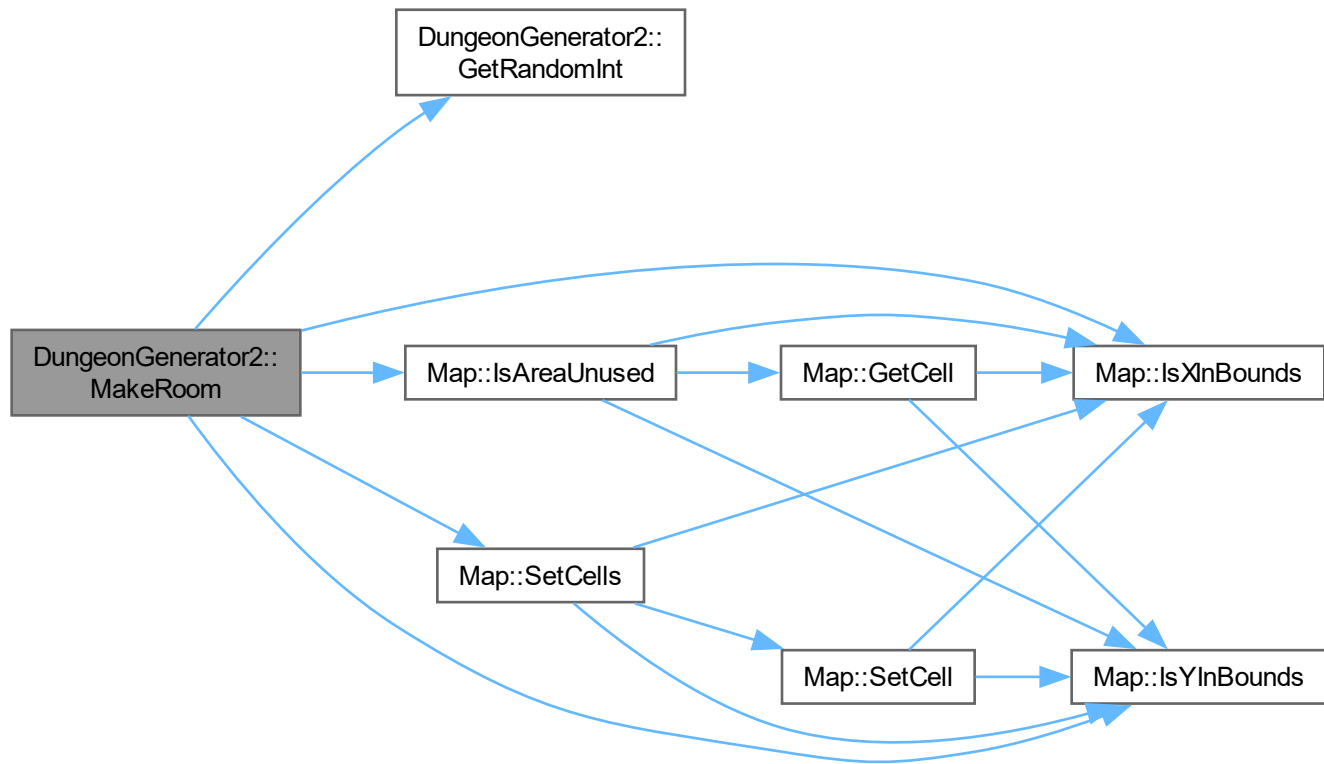 DungeonGenerator2::
GetRandomInt
DungeonGenerator2::
MakeRoom
Map::IsAreaUnused
Map::GetCell
Map::IsXInBounds
Map::SetCells
Map::SetCell
Map::IsYInBounds